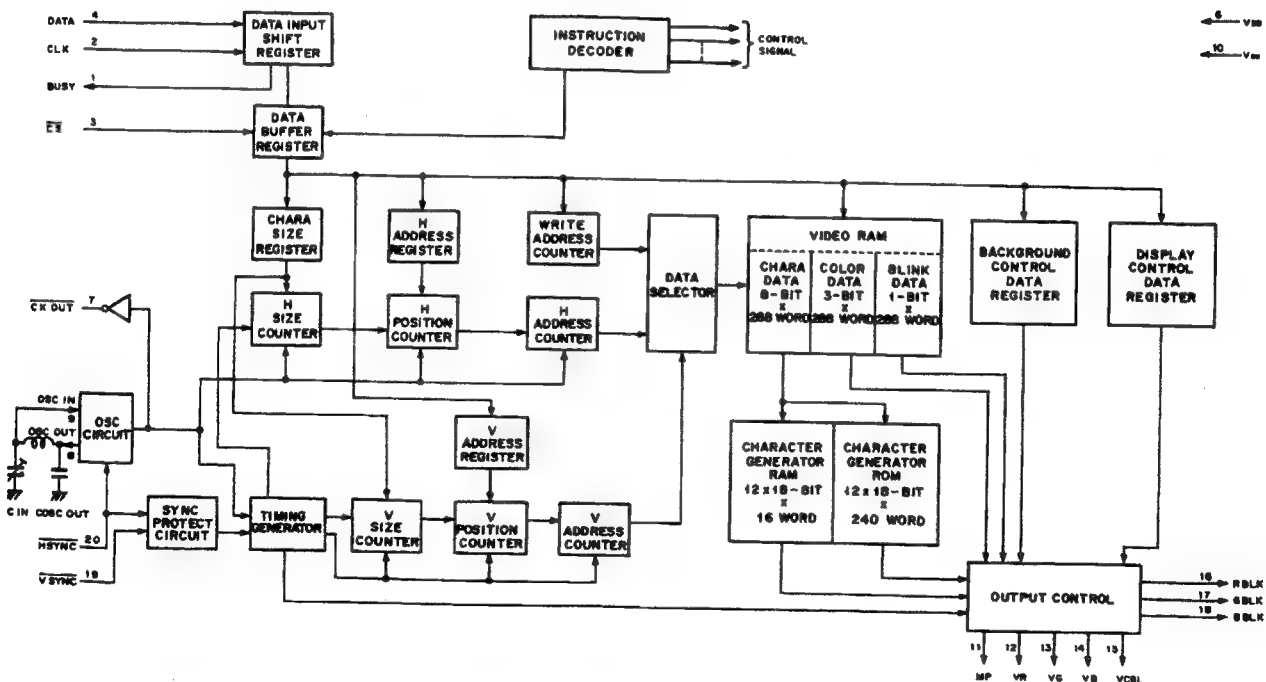 DATA 4
CLK 2
BUSY 1
CS 3
DATA INPUT
SHIFT
REGISTER
INSTRUCTION
DECODER
CONTROL
SIGNAL
6
10
DATA
BUFFER
REGISTER
CHARA
SIZE
REGISTER
H
ADDRESS
REGISTER
WRITE
ADDRESS
COUNTER
DATA
SELECTOR
VIDEO RAM
CHARA
DATA
8-BIT
x
288 WORD
COLOR
DATA
3-BIT
x
288 WORD
BLINK
DATA
1-BIT
x
288 WORD
BACKGROUND
CONTROL
DATA
REGISTER
DISPLAY
CONTROL
DATA
REGISTER
CK OUT 7
H
SIZE
COUNTER
H
POSITION
COUNTER
H
ADDRESS
COUNTER
OSC IN
9
OSC OUT
8
OSC
CIRCUIT
C IN COSC OUT
HSYNC 20
VSYNC 19
SYNC
PROTECT
CIRCUIT
TIMING
GENERATOR
V
ADDRESS
REGISTER
V
SIZE
COUNTER
V
POSITION
COUNTER
V
ADDRESS
COUNTER
CHARACTER
GENERATOR
RAM
12x18-BIT
x
16 WORD
CHARACTER
GENERATOR
ROM
12x18-BIT
x
240 WORD
OUTPUT CONTROL
16 RBLK
17 GBLK
18 BBLK
11 12 13 14 15
MP VR VG VB VCBL